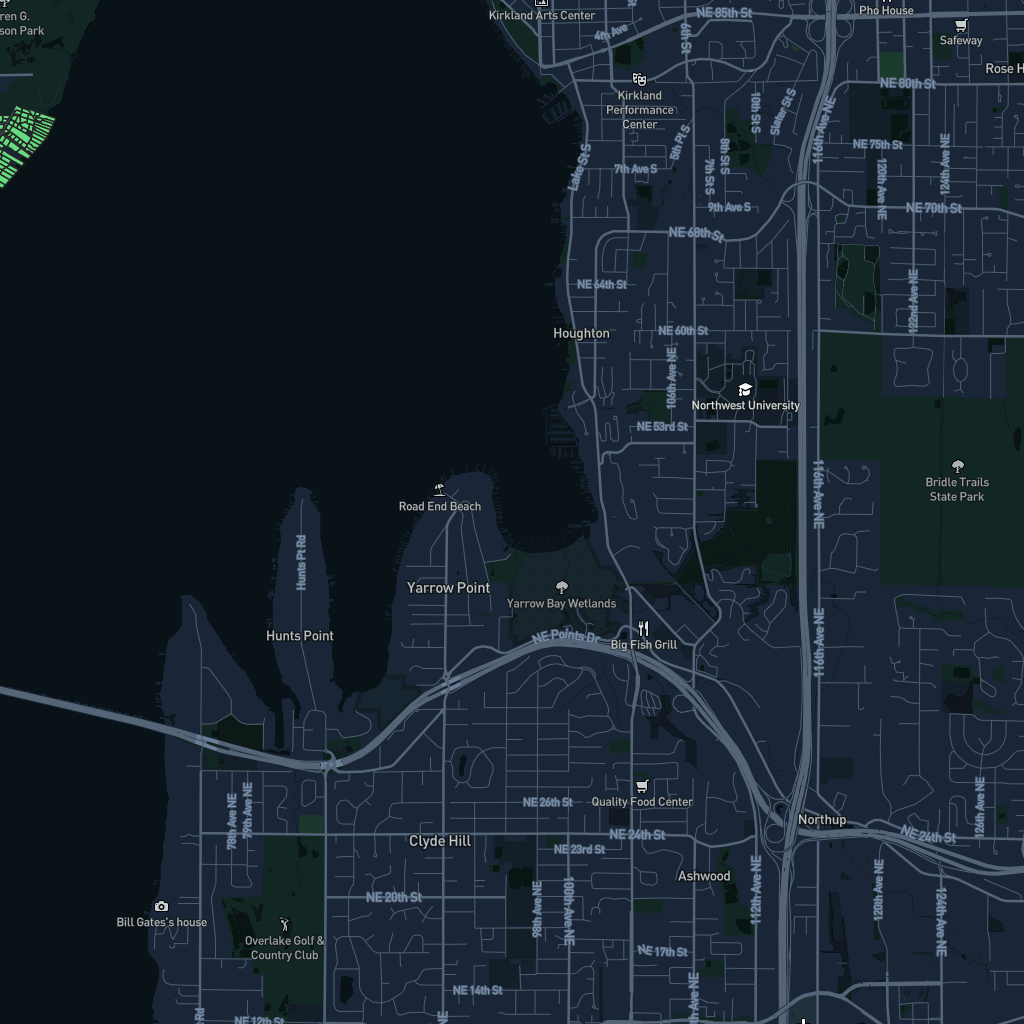 ren G.
son Park
Kirkland Arts Center
4th Ave
NE 85th St
6th St
Pho House
Safeway
Rose H
Kirkland
Performance
Center
NE 80th St
10th St S
Slater St S
116th Ave NE
5th Pl S
8th St S
7th St S
NE 75th St
120th Ave NE
124th Ave NE
Lake St S
7th Ave S
9th Ave S
NE 70th St
NE 68th St
NE 64th St
122nd Ave NE
Houghton
NE 60th St
106th Ave NE
Northwest University
NE 53rd St
116th Ave NE
Bridle Trails
State Park
Road End Beach
Hunts Pt Rd
Yarrow Point
Yarrow Bay Wetlands
Hunts Point
NE Points Dr
Big Fish Grill
116th Ave NE
78th Ave NE
79th Ave NE
NE 26th St
Quality Food Center
126th Ave NE
Northup
NE 24th St
NE 24th St
Clyde Hill
NE 23rd St
Ashwood
112th Ave NE
120th Ave NE
124th Ave NE
NE 20th St
98th Ave NE
100th Ave NE
Bill Gates's house
Overlake Golf &
Country Club
NE 17th St
NE 14th St
NE 12th St
Rd
NE
th Ave NE